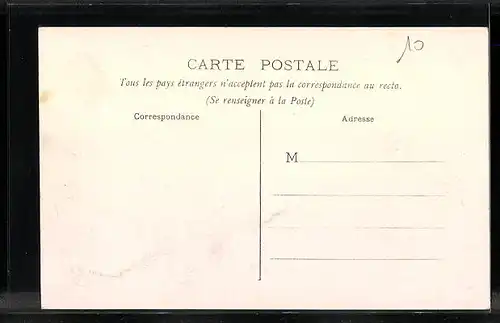 10
CARTE POSTALE
Tous les pays étrangers n'acceptent pas la correspondance au recto.
(Se renseigner à la Poste)
Correspondance
Adresse
M